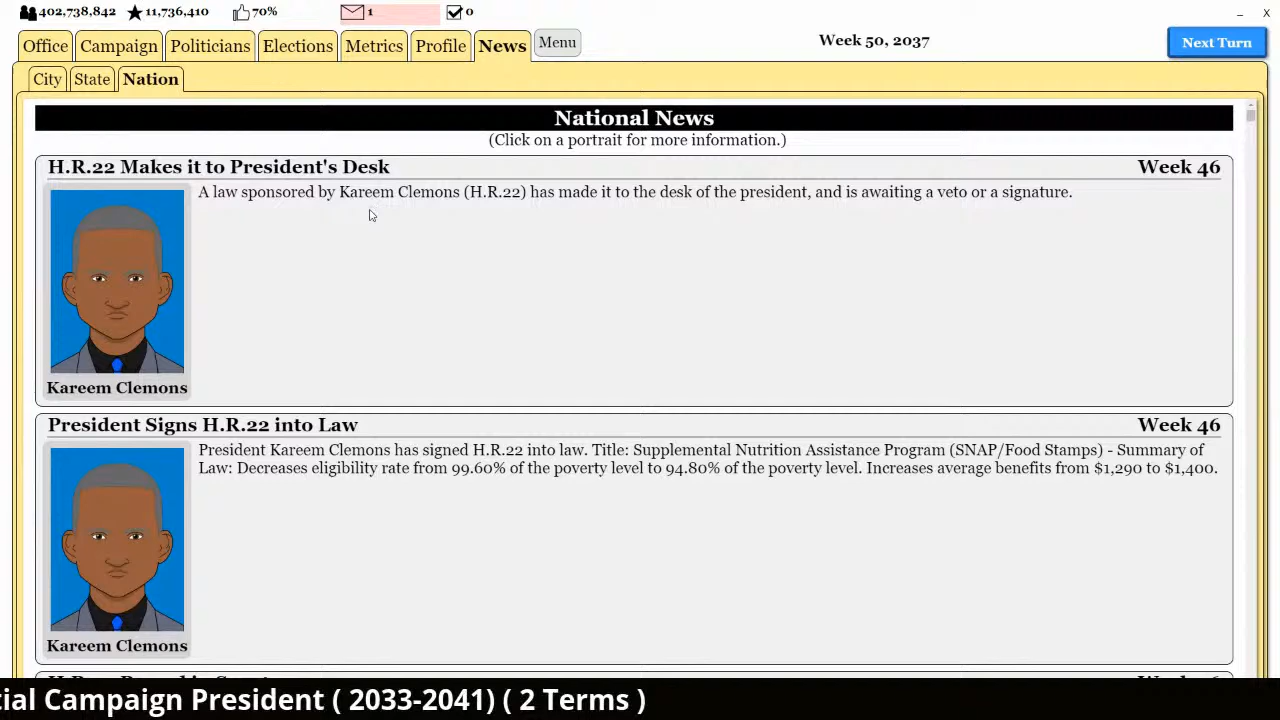 402,738,842 11,736,410 70% 1 0
_ X
Office Campaign Politicians Elections Metrics Profile News Menu Week 50, 2037 Next Turn
City State Nation
National News
(Click on a portrait for more information.)
H.R.22 Makes it to President's Desk Week 46
A law sponsored by Kareem Clemons (H.R.22) has made it to the desk of the president, and is awaiting a veto or a signature.
Kareem Clemons
President Signs H.R.22 into Law Week 46
President Kareem Clemons has signed H.R.22 into law. Title: Supplemental Nutrition Assistance Program (SNAP/Food Stamps) - Summary of
Law: Decreases eligibility rate from 99.60% of the poverty level to 94.80% of the poverty level. Increases average benefits from $1,290 to $1,400.
Kareem Clemons
tial Campaign President ( 2033-2041) ( 2 Terms )